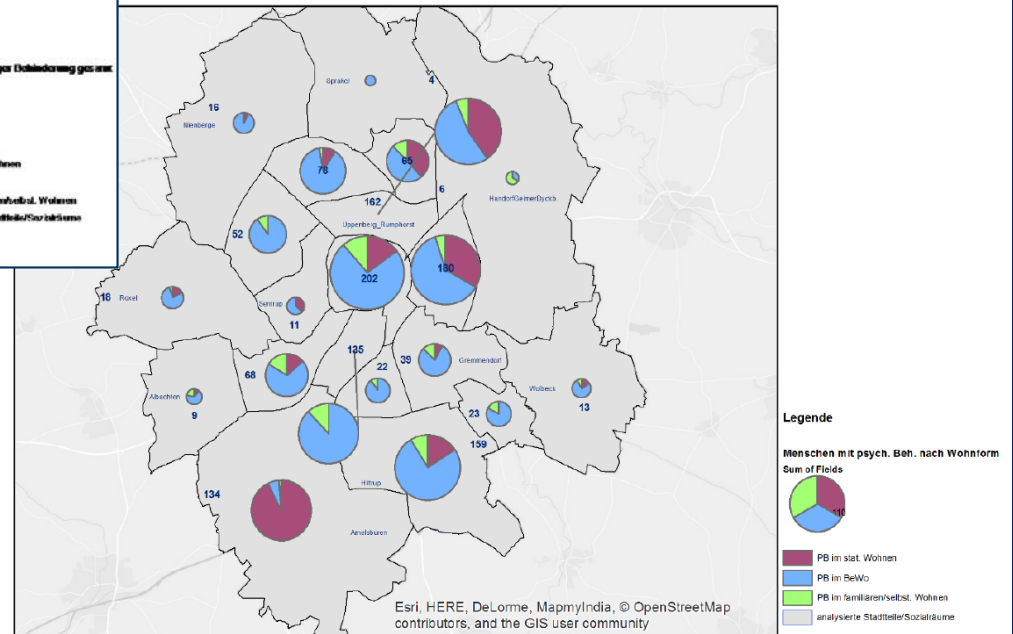 Sprakel
4
16
Nienberge
65
78
HandorfGelmerDyckb.
6
162
Uppenberg_Rumphorst
52
202
180
18
Roxel
11
135
22
39
Gremmendorf
68
Albachten
9
Wolbeck
13
23
159
134
Hiltrup
Amelsbüren
Esri, HERE, DeLorme, MapmyIndia, © OpenStreetMap
contributors, and the GIS user community
Legende
Menschen mit psych. Beh. nach Wohnform
Sum of Fields
110
PB im stat. Wohnen
PB im BeWo
PB im familiären/selbst. Wohnen
analysierte Stadtteile/Sozialräume